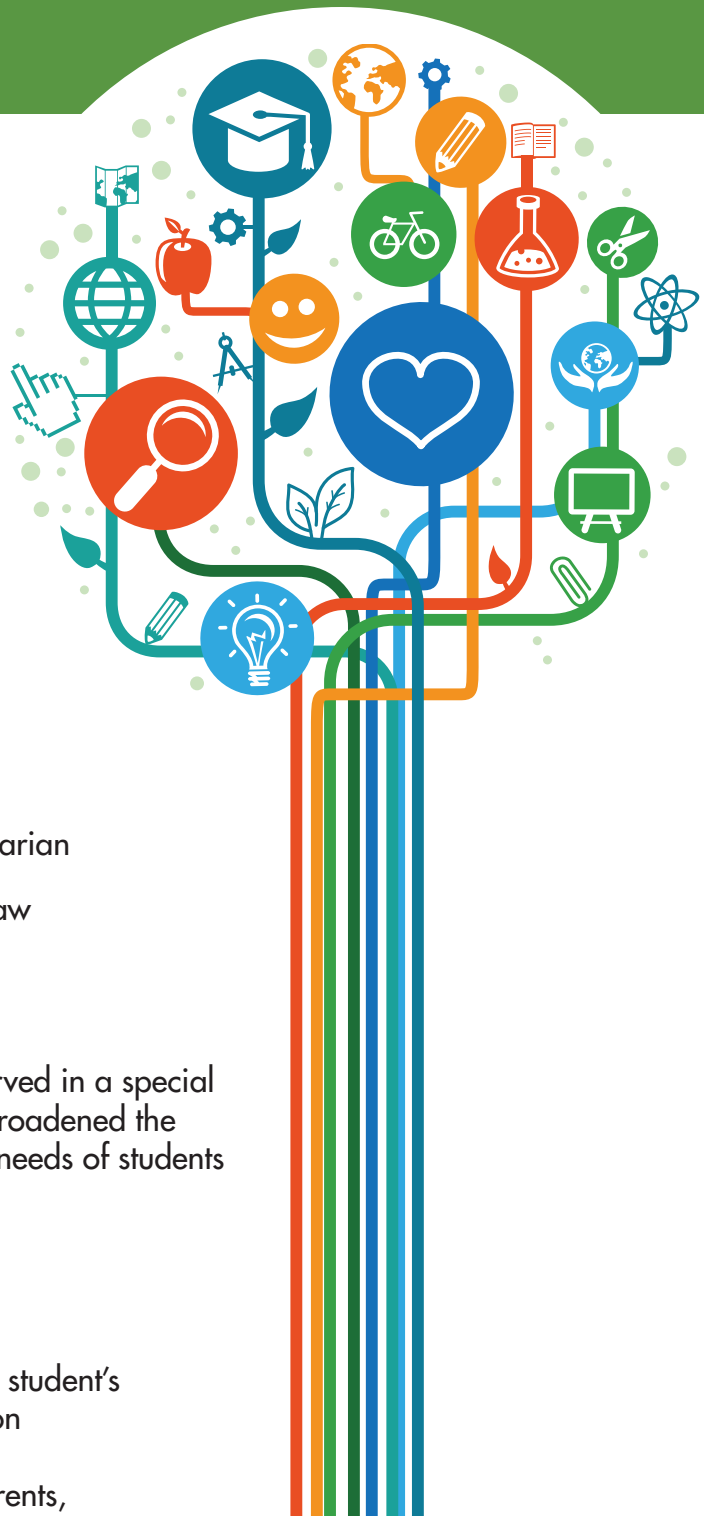 arian
aw
rved in a special
roadened the
needs of students
student's
on
rents,